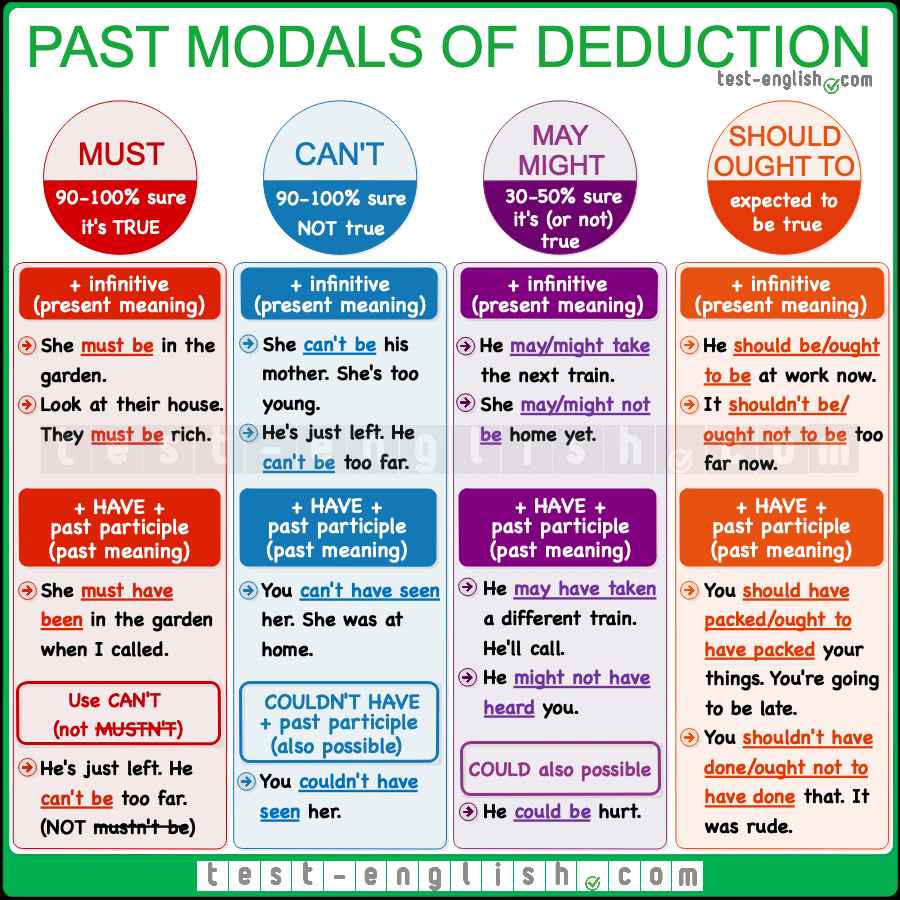 PAST MODALS OF DEDUCTION
test-english.com
MUST
90-100% sure
it's TRUE
CAN'T
90-100% sure
NOT true
MAY
MIGHT
30-50% sure
it's (or not)
true
SHOULD
OUGHT TO
expected to
be true
+ infinitive
(present meaning)
She must be in the
garden.
Look at their house.
They must be rich.
+ HAVE +
past participle
(past meaning)
She must have
been in the garden
when I called.
Use CAN'T
(not MUSTN'T)
He's just left. He
can't be too far.
(NOT mustn't be)
+ infinitive
(present meaning)
She can't be his
mother. She's too
young.
He's just left. He
can't be too far.
+ HAVE +
past participle
(past meaning)
You can't have seen
her. She was at
home.
COULDN'T HAVE
+ past participle
(also possible)
You couldn't have
seen her.
+ infinitive
(present meaning)
He may/might take
the next train.
She may/might not
be home yet.
+ HAVE +
past participle
(past meaning)
He may have taken
a different train.
He'll call.
He might not have
heard you.
COULD also possible
He could be hurt.
+ infinitive
(present meaning)
He should be/ought
to be at work now.
It shouldn't be/
ought not to be too
far now.
+ HAVE +
past participle
(past meaning)
You should have
packed/ought to
have packed your
things. You're going
to be late.
You shouldn't have
done/ought not to
have done that. It
was rude.
test-english.com
test-english.com